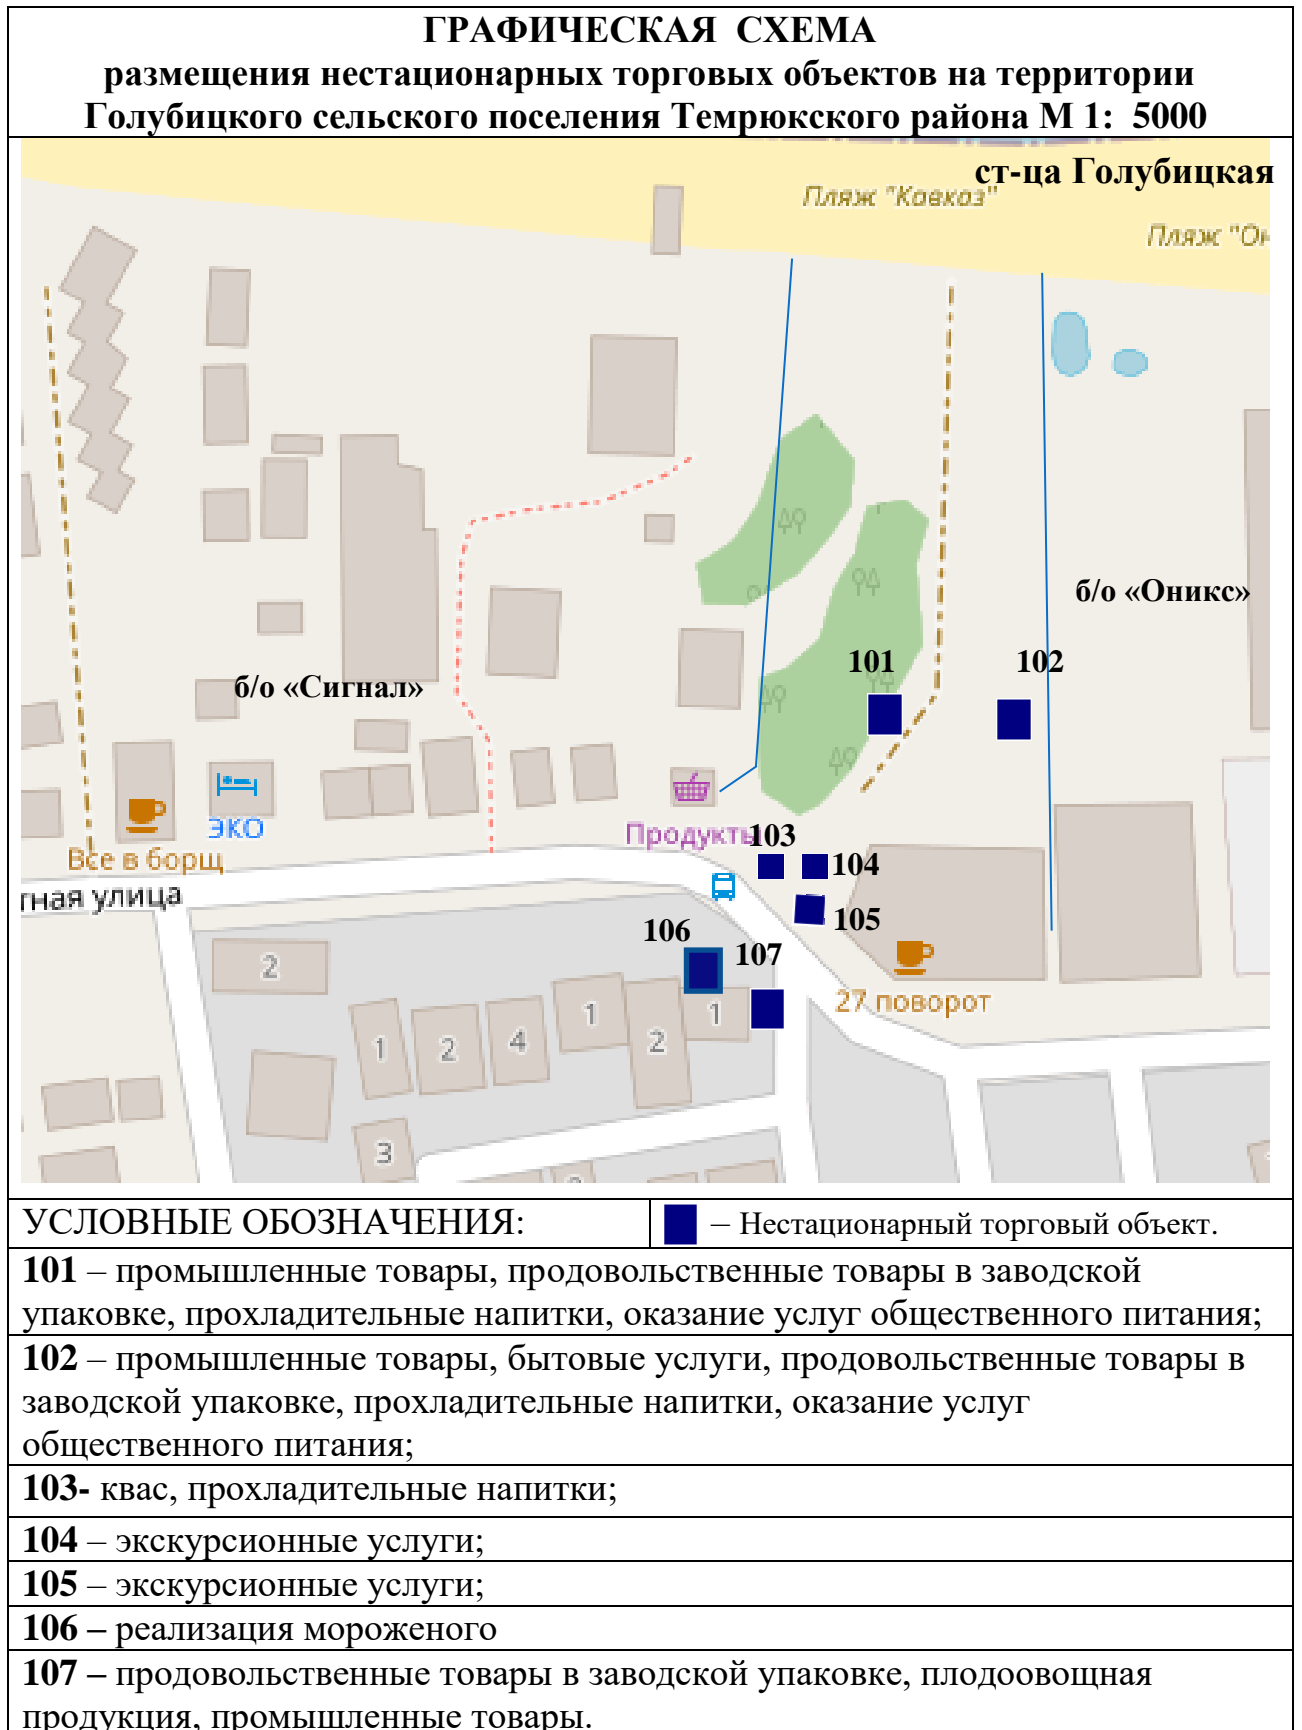 ГРАФИЧЕСКАЯ СХЕМА
размещения нестационарных торговых объектов на территории
Голубицкого сельского поселения Темрюкского района М 1: 5000
ст-ца Голубицкая
Пляж "Кавказ"
Пляж "Он
б/о «Оникс»
101
102
б/о «Сигнал»
ЭКО
Продукты
103
Все в борщ
104
тная улица
105
106
107
2
27 поворот
1
1
1
2
4
2
3
УСЛОВНЫЕ ОБОЗНАЧЕНИЯ:
– Нестационарный торговый объект.
101 – промышленные товары, продовольственные товары в заводской
упаковке, прохладительные напитки, оказание услуг общественного питания;
102 – промышленные товары, бытовые услуги, продовольственные товары в
заводской упаковке, прохладительные напитки, оказание услуг
общественного питания;
103- квас, прохладительные напитки;
104 – экскурсионные услуги;
105 – экскурсионные услуги;
106 – реализация мороженого
107 – продовольственные товары в заводской упаковке, плодоовощная
продукция, промышленные товары.